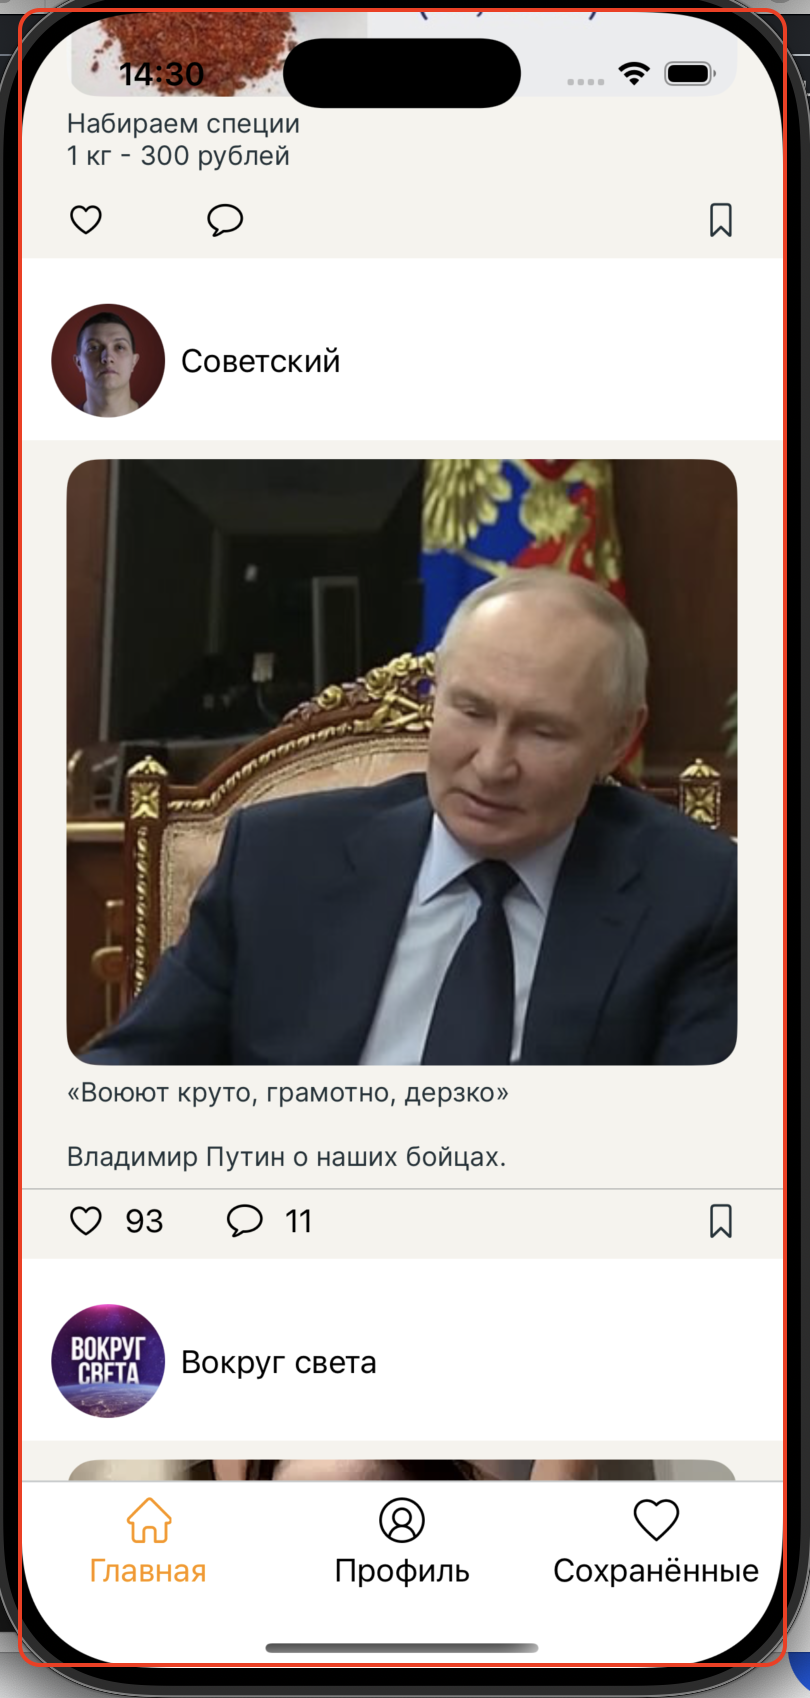 14:30
Набираем специи
1 кг - 300 рублей
Советский
«Воюют круто, грамотно, дерзко»
Владимир Путин о наших бойцах.
93 11
ВОКРУГ
СВЕТА
Вокруг света
Главная Профиль Сохранённые